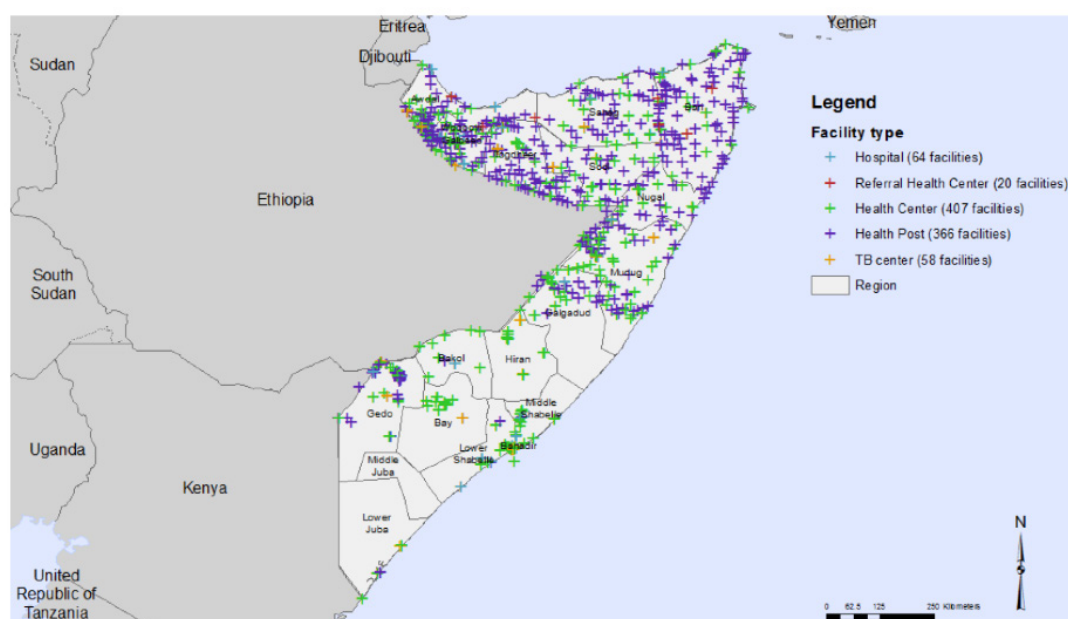 Eritrea
Yemen
Djibouti
Sudan
Awdal
Sanag
Bari
Togdheer
Sool
Nugal
Ethiopia
South
Sudan
Mudug
Galgadud
Bakol
Hiran
Middle
Shabelle
Gedo
Bay
Banadir
Lower
Shabelle
Middle
Juba
Uganda
Kenya
Lower
Juba
United
Republic of
Tanzania
Legend
Facility type
Hospital (64 facilities)
Referral Health Center (20 facilities)
Health Center (407 facilities)
Health Post (366 facilities)
TB center (58 facilities)
Region
N
0 62.5 125 250 Kilometers